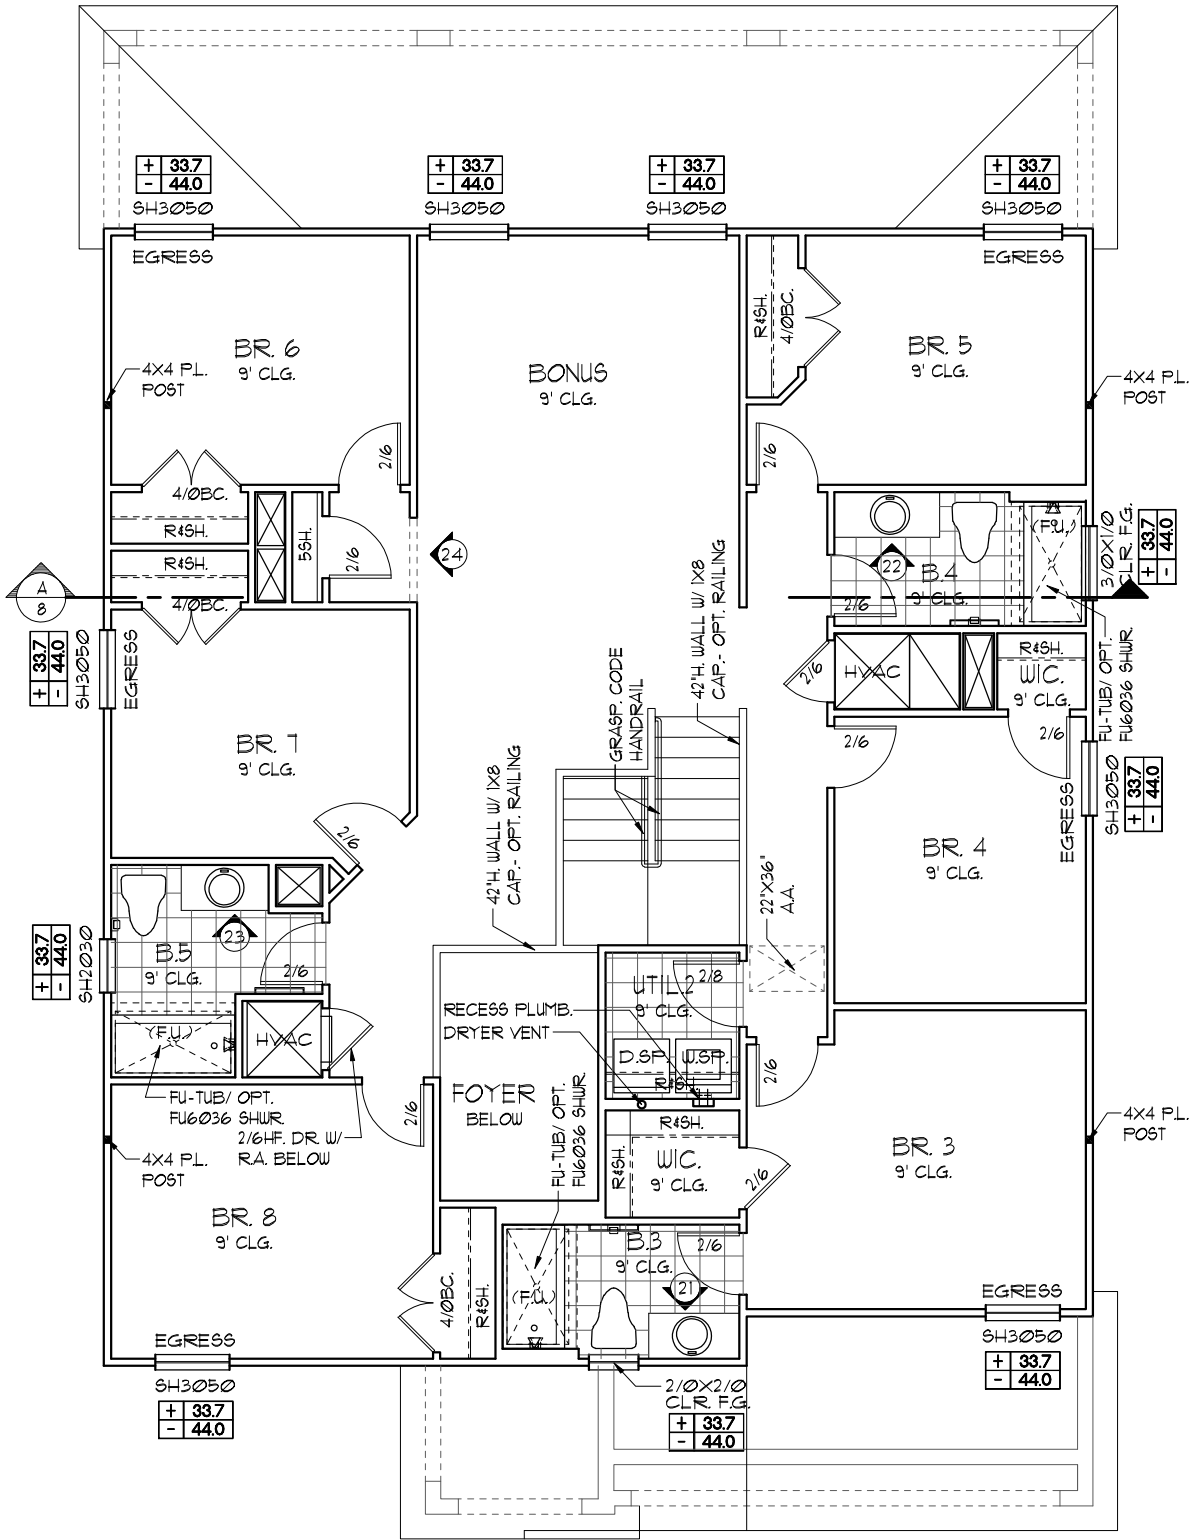 + 33.7
- 44.0
SH3050
EGRESS
+ 33.7
- 44.0
SH3050
+ 33.7
- 44.0
SH3050
+ 33.7
- 44.0
SH3050
EGRESS
BR. 6
9' CLG.
4X4 P.L.
POST
2/6
4/0BC.
R&SH.
BONUS
9' CLG.
R&SH.
4/0BC.
BR. 5
9' CLG.
4X4 P.L.
POST
2/6
5SH.
2/6
24
R&SH.
4/0BC.
A
8
+ 33.7
- 44.0
SH3050
EGRESS
BR. 7
9' CLG.
2/6
22
B.4
9' CLG.
2/6
(F.U.)
3/0X1/0
CLR. F.G.
+ 33.7
- 44.0
FU-TUB/ OPT.
FU6036 SHWR.
HVAC
2/6
R&SH.
WIC.
9' CLG.
2/6
2/6
42"H. WALL W/ 1X8
CAP.- OPT. RAILING
GRASP. CODE
HANDRAIL
42"H. WALL W/ 1X8
CAP.- OPT. RAILING
BR. 4
9' CLG.
EGRESS
SH3050
+ 33.7
- 44.0
22"X36"
A.A.
+ 33.7
- 44.0
SH2030
B.5
9' CLG.
23
2/6
(F.U.)
HVAC
FU-TUB/ OPT.
FU6036 SHWR.
2/6HF. DR. W/
R.A. BELOW
4X4 P.L.
POST
2/6
UTIL.2
9' CLG.
2/8
RECESS PLUMB.
DRYER VENT
D.SP.
W.SP.
R&SH.
FOYER
BELOW
FU-TUB/ OPT.
FU6036 SHWR.
2/6
R&SH.
R&SH.
WIC.
9' CLG.
2/6
BR. 3
9' CLG.
4X4 P.L.
POST
BR. 8
9' CLG.
4/0BC.
R&SH.
(F.U.)
B.3
9' CLG.
2/6
21
EGRESS
SH3050
+ 33.7
- 44.0
2/0X2/0
CLR. F.G.
+ 33.7
- 44.0
EGRESS
SH3050
+ 33.7
- 44.0